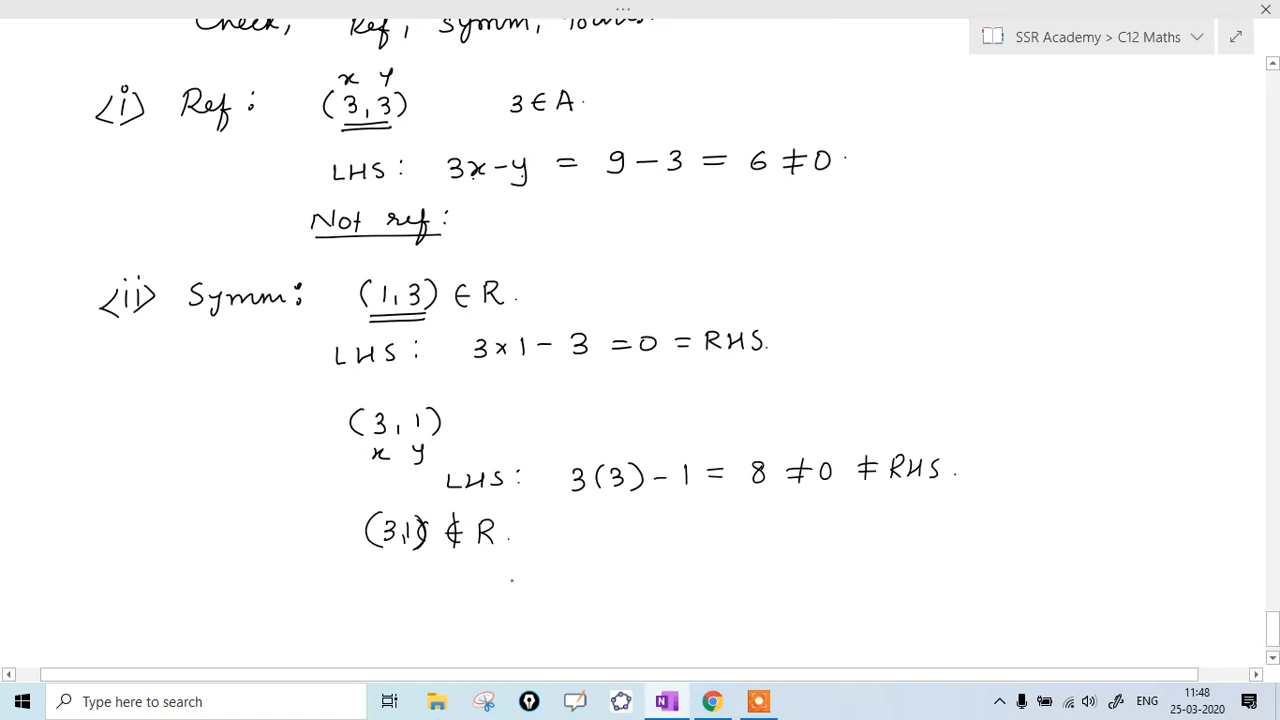 SSR Academy > C12 Maths
Check, Ref, Symm,
<i> Ref: (3,3) 3 ∈ A.
x y
LHS: 3x-y = 9-3 = 6 ≠ 0.
Not ref:
<ii> Symm: (1,3) ∈ R.
LHS: 3x1-3 = 0 = RHS.
(3,1)
x y
LHS: 3(3)-1 = 8 ≠ 0 ≠ RHS.
(3,1) ∉ R.
Type here to search
ENG
11:48
25-03-2020